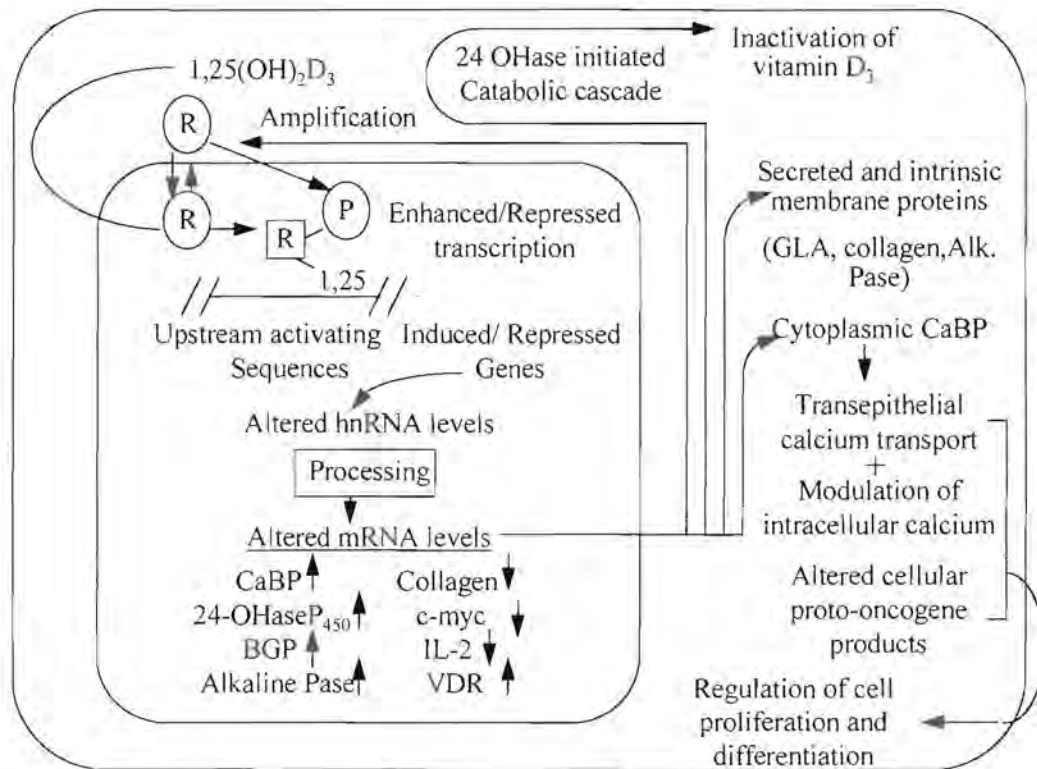 1,25(OH)₂D₃
R
Amplification
R
P
R
1,25
Enhanced/Repressed
transcription
Upstream activating
Sequences
Induced/ Repressed
Genes
Altered hnRNA levels
Processing
Altered mRNA levels
CaBP
24-OHaseP₄₅₀
BGP
Alkaline Pase
Collagen
c-myc
IL-2
VDR
24 OHase initiated
Catabolic cascade
Inactivation of
vitamin D₃
Secreted and intrinsic
membrane proteins
(GLA, collagen,Alk.
Pase)
Cytoplasmic CaBP
Transepithelial
calcium transport
+
Modulation of
intracellular calcium
Altered cellular
proto-oncogene
products
Regulation of cell
proliferation and
differentiation